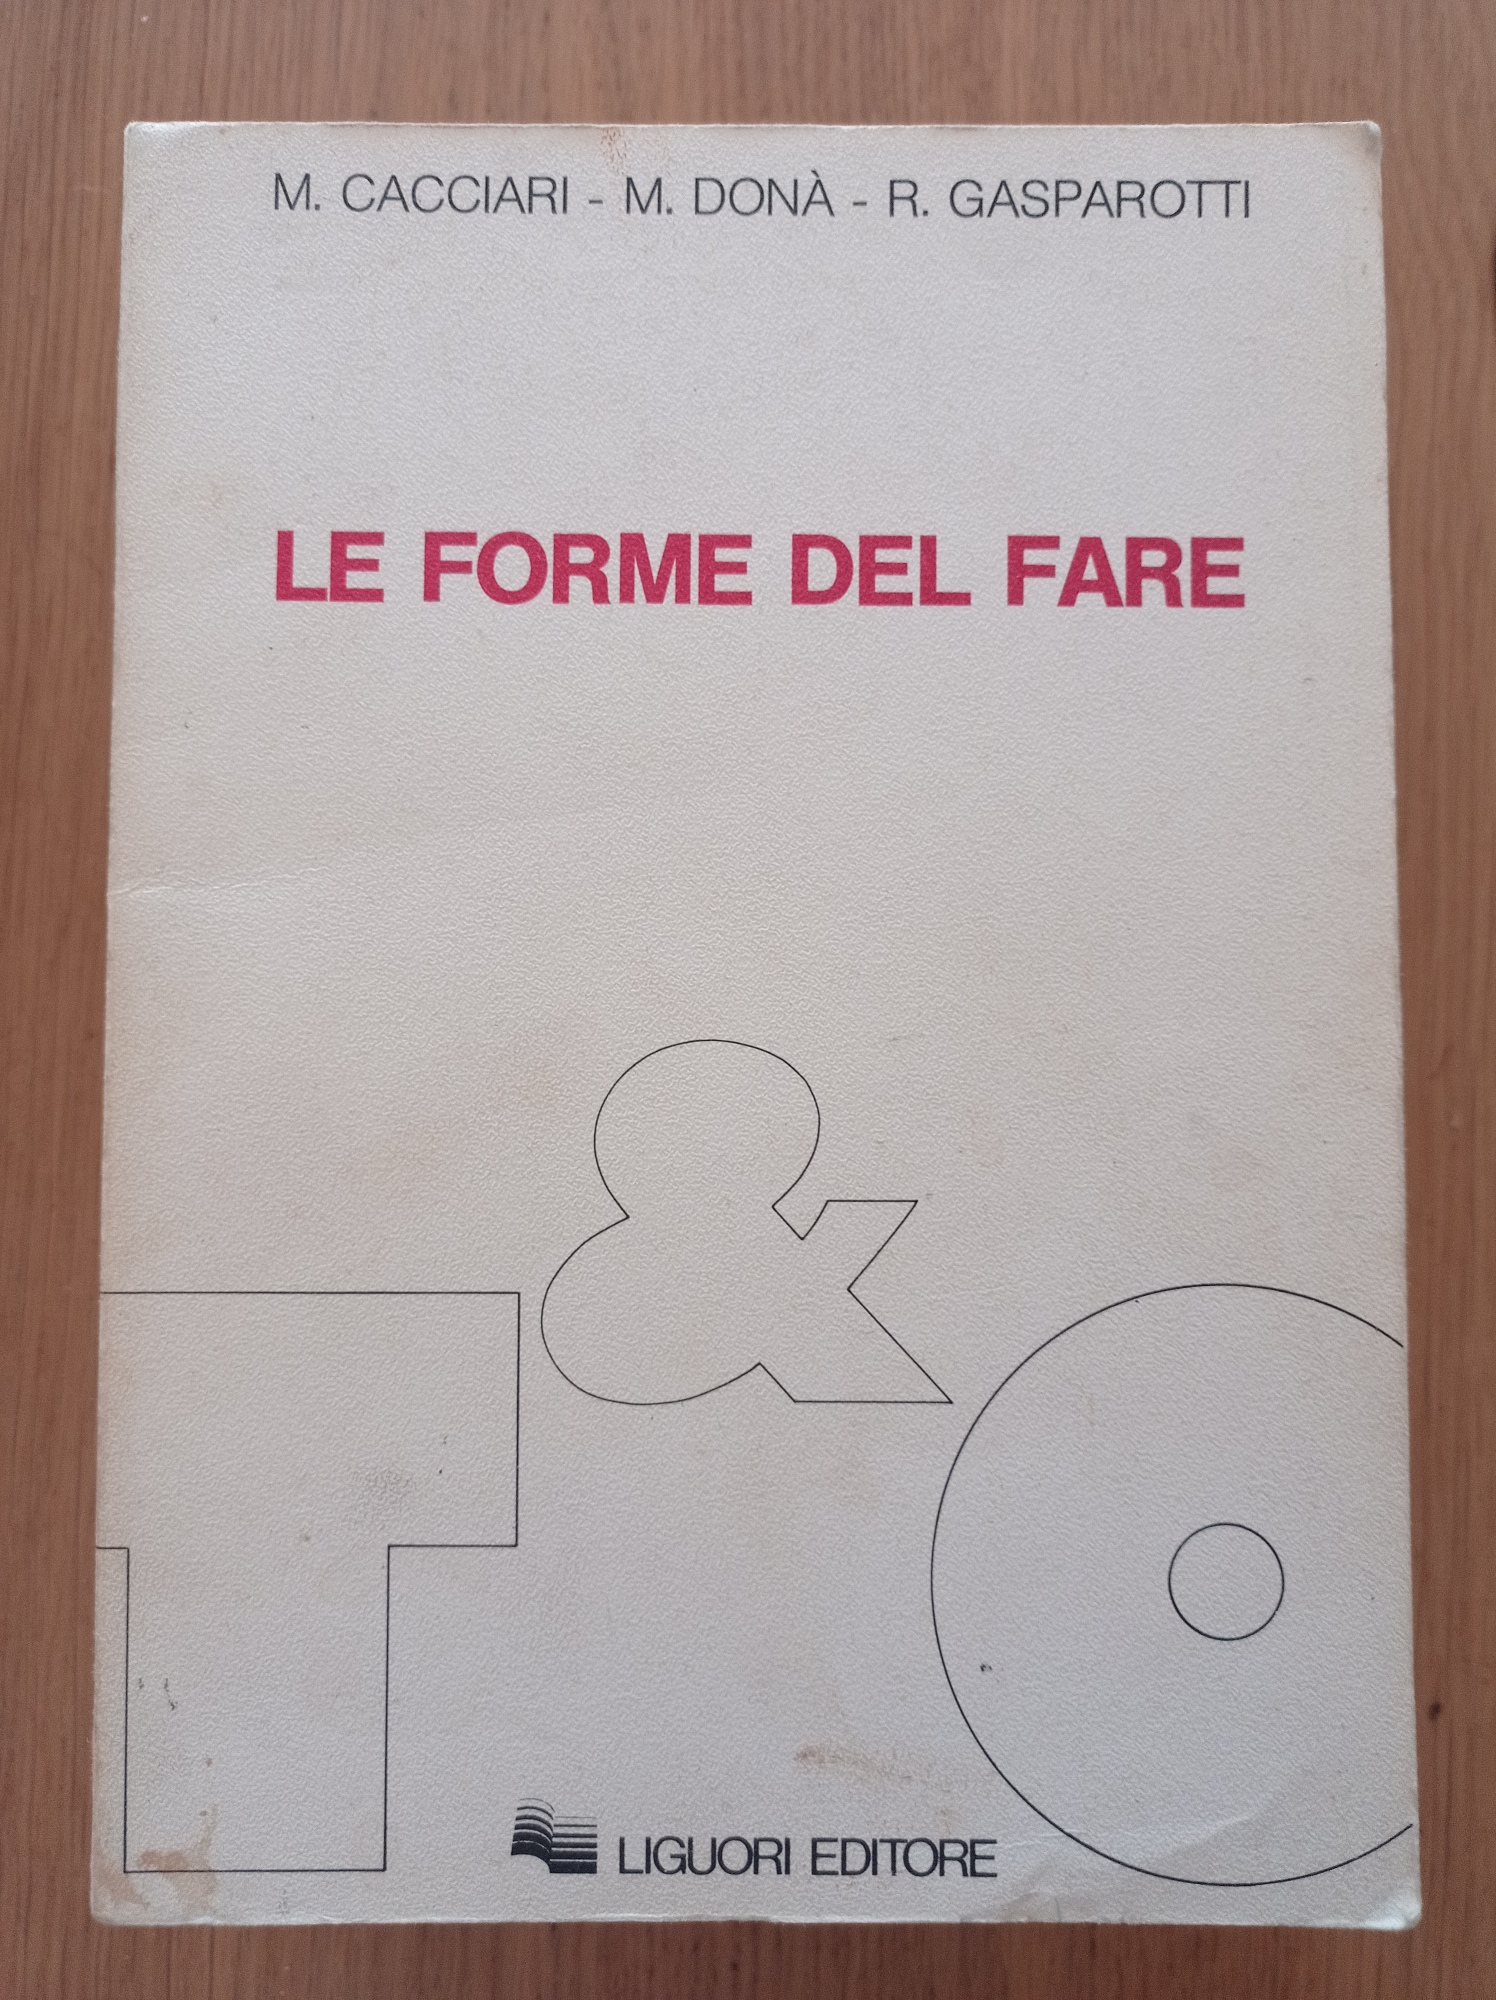 M. CACCIARI - M. DONÀ - R. GASPAROTTI
LE FORME DEL FARE
T&O
LIGUORI EDITORE